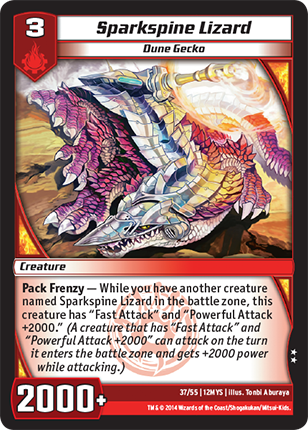 3
Sparkspine Lizard
Dune Gecko
Creature
Pack Frenzy — While you have another creature
named Sparkspine Lizard in the battle zone, this
creature has “Fast Attack” and “Powerful Attack
+2000.” (A creature that has “Fast Attack” and
“Powerful Attack +2000” can attack on the turn
it enters the battle zone and gets +2000 power
while attacking.)
2000+
37/55 | 12MYS | Illus. Tonbi Aburaya
TM & © 2014 Wizards of the Coast/Shogakukan/Mitsui-Kids.